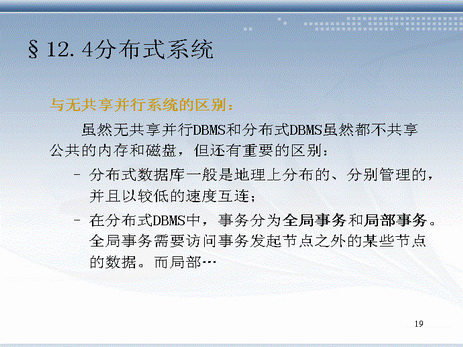 §12.4分布式系统
与无共享并行系统的区别：
虽然无共享并行DBMS和分布式DBMS虽然都不共享
公共的内存和磁盘，但还有重要的区别：
- 分布式数据库一般是地理上分布的、分别管理的，
并且以较低的速度互连；
- 在分布式DBMS中，事务分为全局事务和局部事务。
全局事务需要访问事务发起节点之外的某些节点
的数据。而局部…
19